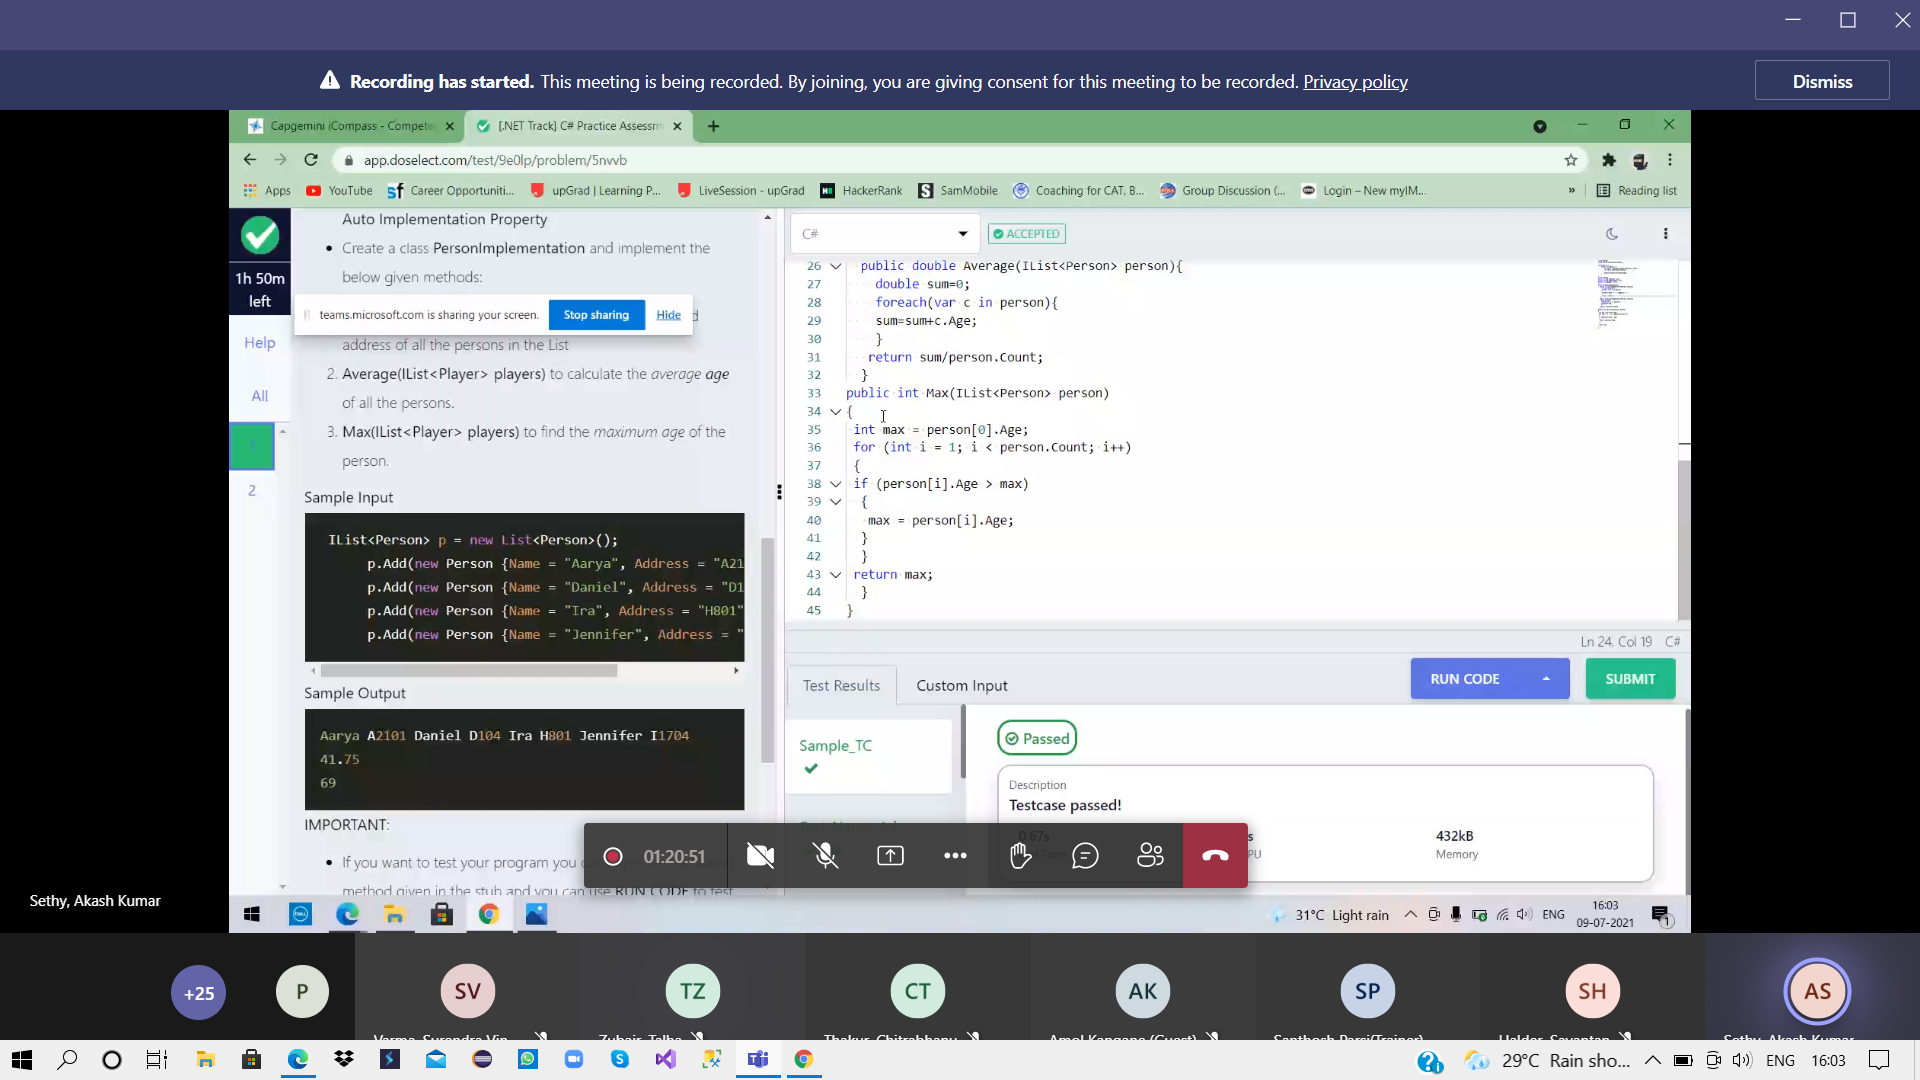 Recording has started. This meeting is being recorded. By joining, you are giving consent for this meeting to be recorded. Privacy policy
Dismiss
Capgemini iCompass - Compete
[.NET Track] C# Practice Assessm
app.doselect.com/test/9e0lp/problem/5nvvb
Apps
YouTube
Career Opportuniti...
upGrad | Learning P...
LiveSession - upGrad
HackerRank
SamMobile
Coaching for CAT, B...
Group Discussion (...
Login – New myIM...
»
Reading list
1h 50m
left
Help
All
1
2
Auto Implementation Property
• Create a class PersonImplementation and implement the
below given methods:
teams.microsoft.com is sharing your screen.
Stop sharing
Hide
address of all the persons in the List
2. Average(IList<Player> players) to calculate the average age
of all the persons.
3. Max(IList<Player> players) to find the maximum age of the
person.
Sample Input
IList<Person> p = new List<Person>();
p.Add(new Person {Name = "Aarya", Address = "A21
p.Add(new Person {Name = "Daniel", Address = "D1
p.Add(new Person {Name = "Ira", Address = "H801"
p.Add(new Person {Name = "Jennifer", Address = "
Sample Output
Aarya A2101 Daniel D104 Ira H801 Jennifer I1704
41.75
69
IMPORTANT:
• If you want to test your program you
method given in the stub and you can use RUN CODE to test
C#
ACCEPTED
26 public double Average(IList<Person> person){
27 double sum=0;
28 foreach(var c in person){
29 sum=sum+c.Age;
30 }
31 return sum/person.Count;
32 }
33 public int Max(IList<Person> person)
34 {
35 int max = person[0].Age;
36 for (int i = 1; i < person.Count; i++)
37 {
38 if (person[i].Age > max)
39 {
40 max = person[i].Age;
41 }
42 }
43 return max;
44 }
45 }
Ln 24, Col 19 C#
Test Results
Custom Input
RUN CODE
SUBMIT
Sample_TC
Passed
Description
Testcase passed!
0.67s
432kB
Memory
01:20:51
Sethy, Akash Kumar
31°C Light rain
ENG
16:03
09-07-2021
1
+25
P
SV
TZ
CT
AK
SP
SH
AS
Varma, Surendra Vin...
Zubair, Talha
Thakur, Chitrabhanu
Amol Kangane (Guest)
Santhosh Parsi(Trainer)
Halder, Sayantan
Sethy, Akash Kumar
29°C Rain sho...
ENG
16:03